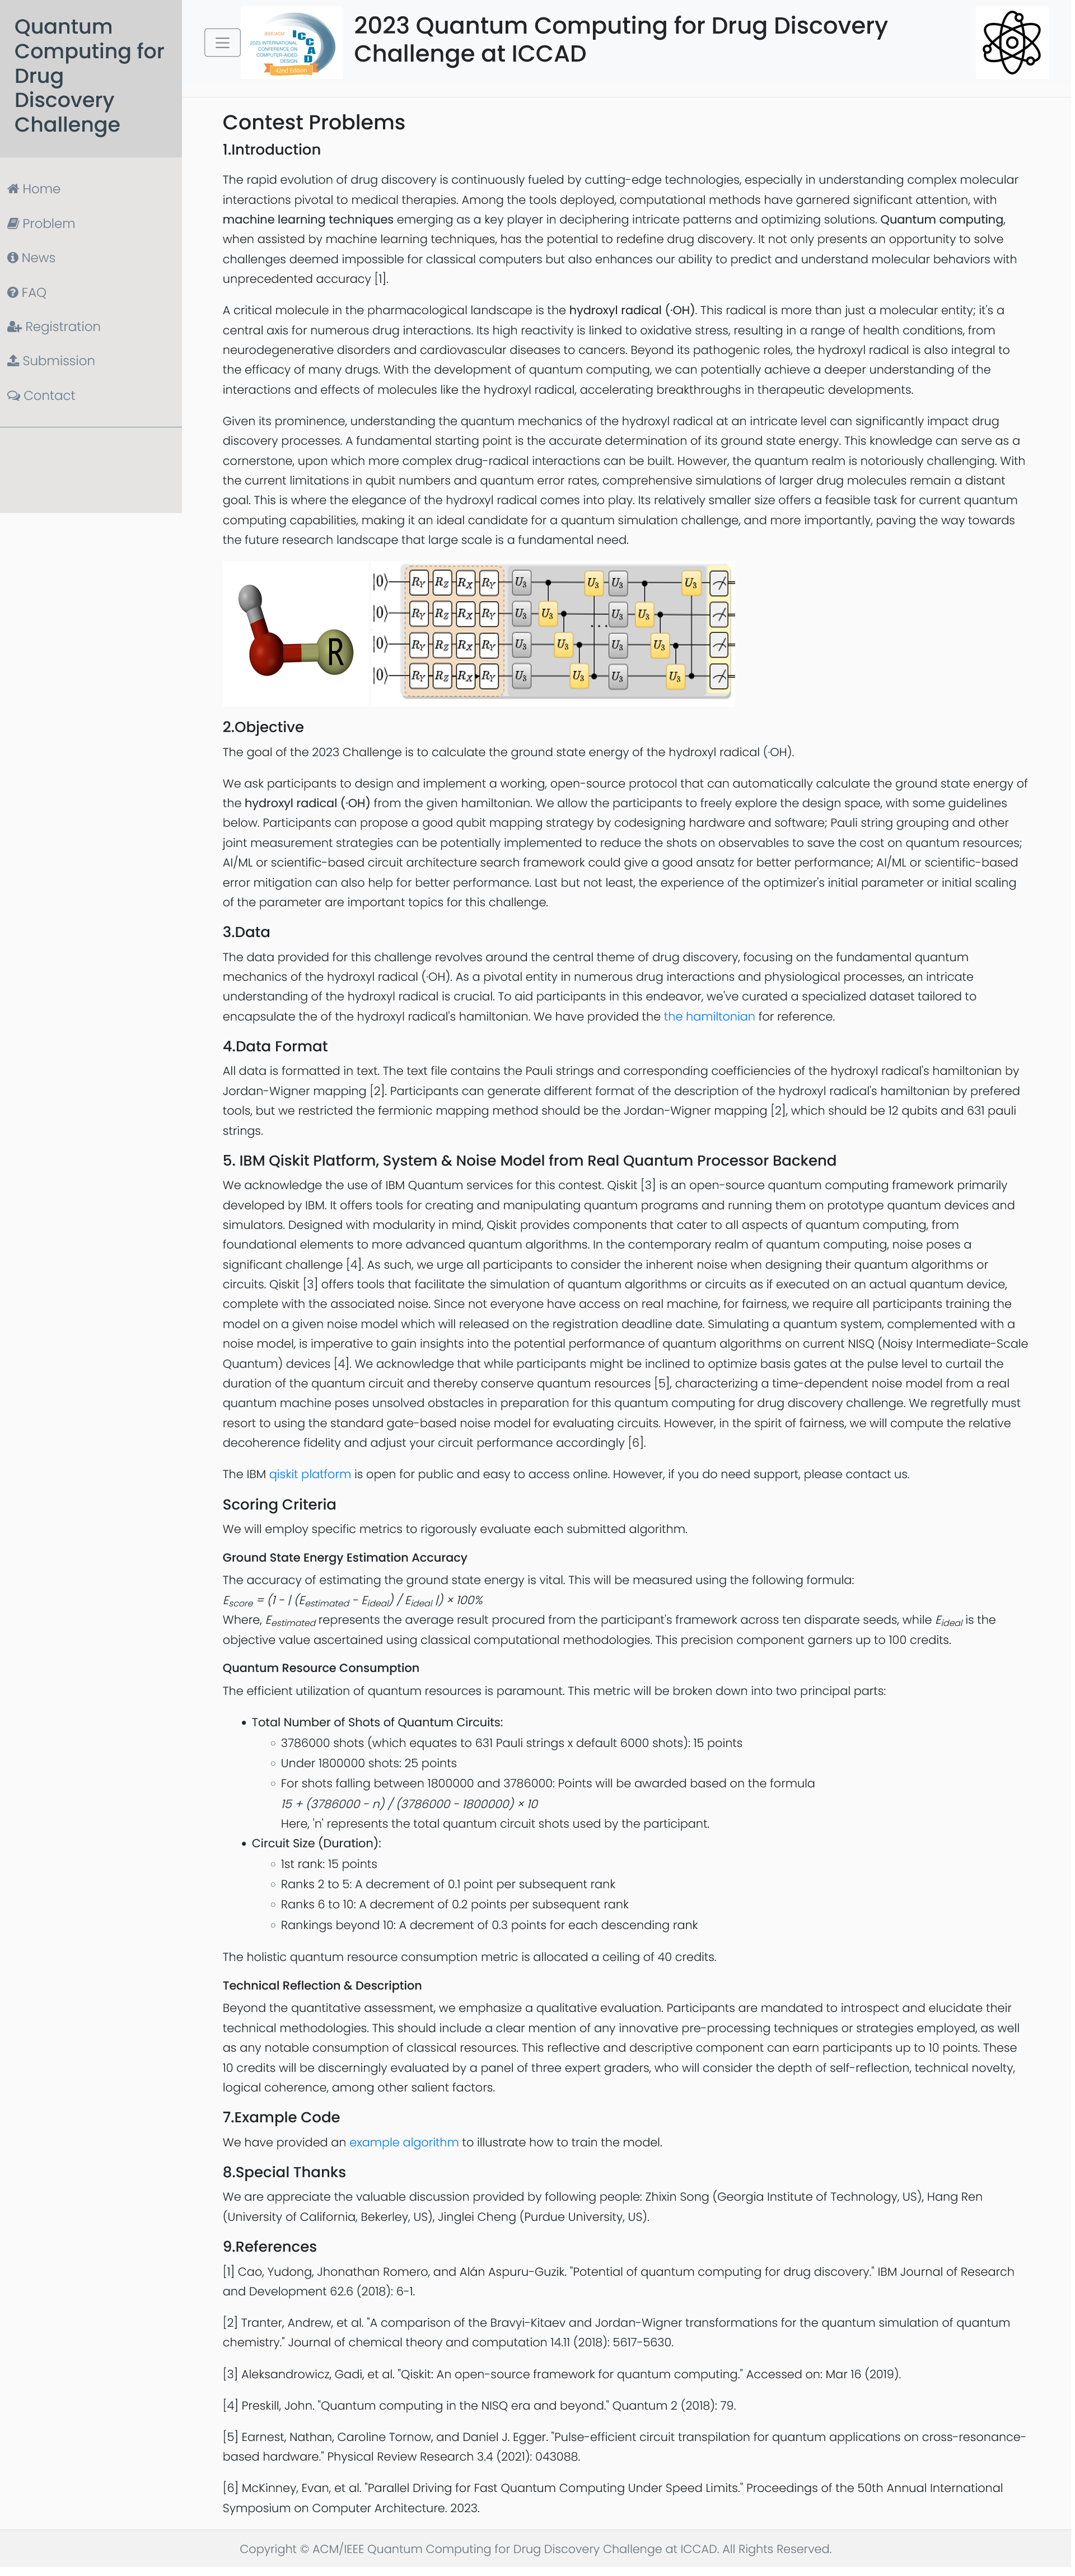 Quantum
Computing for
Drug
Discovery
Challenge
Home
Problem
News
FAQ
Registration
Submission
Contact
IEEE/ACM
ICCAD
2023 INTERNATIONAL
CONFERENCE ON
COMPUTER-AIDED
DESIGN
42nd Edition
2023 Quantum Computing for Drug Discovery
Challenge at ICCAD
Contest Problems
1.Introduction
The rapid evolution of drug discovery is continuously fueled by cutting-edge technologies, especially in understanding complex molecular
interactions pivotal to medical therapies. Among the tools deployed, computational methods have garnered significant attention, with
machine learning techniques emerging as a key player in deciphering intricate patterns and optimizing solutions. Quantum computing,
when assisted by machine learning techniques, has the potential to redefine drug discovery. It not only presents an opportunity to solve
challenges deemed impossible for classical computers but also enhances our ability to predict and understand molecular behaviors with
unprecedented accuracy [1].
A critical molecule in the pharmacological landscape is the hydroxyl radical (·OH). This radical is more than just a molecular entity; it's a
central axis for numerous drug interactions. Its high reactivity is linked to oxidative stress, resulting in a range of health conditions, from
neurodegenerative disorders and cardiovascular diseases to cancers. Beyond its pathogenic roles, the hydroxyl radical is also integral to
the efficacy of many drugs. With the development of quantum computing, we can potentially achieve a deeper understanding of the
interactions and effects of molecules like the hydroxyl radical, accelerating breakthroughs in therapeutic developments.
Given its prominence, understanding the quantum mechanics of the hydroxyl radical at an intricate level can significantly impact drug
discovery processes. A fundamental starting point is the accurate determination of its ground state energy. This knowledge can serve as a
cornerstone, upon which more complex drug-radical interactions can be built. However, the quantum realm is notoriously challenging. With
the current limitations in qubit numbers and quantum error rates, comprehensive simulations of larger drug molecules remain a distant
goal. This is where the elegance of the hydroxyl radical comes into play. Its relatively smaller size offers a feasible task for current quantum
computing capabilities, making it an ideal candidate for a quantum simulation challenge, and more importantly, paving the way towards
the future research landscape that large scale is a fundamental need.
R
|0⟩ R_Y R_Z R_X R_Y U_3 U_3 U_3 U_3
|0⟩ R_Y R_Z R_X R_Y U_3 U_3 U_3 U_3
...
|0⟩ R_Y R_Z R_X R_Y U_3 U_3 U_3 U_3
|0⟩ R_Y R_Z R_X R_Y U_3 U_3 U_3 U_3
2.Objective
The goal of the 2023 Challenge is to calculate the ground state energy of the hydroxyl radical (·OH).
We ask participants to design and implement a working, open-source protocol that can automatically calculate the ground state energy of
the hydroxyl radical (·OH) from the given hamiltonian. We allow the participants to freely explore the design space, with some guidelines
below. Participants can propose a good qubit mapping strategy by codesigning hardware and software; Pauli string grouping and other
joint measurement strategies can be potentially implemented to reduce the shots on observables to save the cost on quantum resources;
AI/ML or scientific-based circuit architecture search framework could give a good ansatz for better performance; AI/ML or scientific-based
error mitigation can also help for better performance. Last but not least, the experience of the optimizer's initial parameter or initial scaling
of the parameter are important topics for this challenge.
3.Data
The data provided for this challenge revolves around the central theme of drug discovery, focusing on the fundamental quantum
mechanics of the hydroxyl radical (·OH). As a pivotal entity in numerous drug interactions and physiological processes, an intricate
understanding of the hydroxyl radical is crucial. To aid participants in this endeavor, we've curated a specialized dataset tailored to
encapsulate the of the hydroxyl radical's hamiltonian. We have provided the the hamiltonian for reference.
4.Data Format
All data is formatted in text. The text file contains the Pauli strings and corresponding coefficiencies of the hydroxyl radical's hamiltonian by
Jordan-Wigner mapping [2]. Participants can generate different format of the description of the hydroxyl radical's hamiltonian by prefered
tools, but we restricted the fermionic mapping method should be the Jordan-Wigner mapping [2], which should be 12 qubits and 631 pauli
strings.
5. IBM Qiskit Platform, System & Noise Model from Real Quantum Processor Backend
We acknowledge the use of IBM Quantum services for this contest. Qiskit [3] is an open-source quantum computing framework primarily
developed by IBM. It offers tools for creating and manipulating quantum programs and running them on prototype quantum devices and
simulators. Designed with modularity in mind, Qiskit provides components that cater to all aspects of quantum computing, from
foundational elements to more advanced quantum algorithms. In the contemporary realm of quantum computing, noise poses a
significant challenge [4]. As such, we urge all participants to consider the inherent noise when designing their quantum algorithms or
circuits. Qiskit [3] offers tools that facilitate the simulation of quantum algorithms or circuits as if executed on an actual quantum device,
complete with the associated noise. Since not everyone have access on real machine, for fairness, we require all participants training the
model on a given noise model which will released on the registration deadline date. Simulating a quantum system, complemented with a
noise model, is imperative to gain insights into the potential performance of quantum algorithms on current NISQ (Noisy Intermediate-Scale
Quantum) devices [4]. We acknowledge that while participants might be inclined to optimize basis gates at the pulse level to curtail the
duration of the quantum circuit and thereby conserve quantum resources [5], characterizing a time-dependent noise model from a real
quantum machine poses unsolved obstacles in preparation for this quantum computing for drug discovery challenge. We regretfully must
resort to using the standard gate-based noise model for evaluating circuits. However, in the spirit of fairness, we will compute the relative
decoherence fidelity and adjust your circuit performance accordingly [6].
The IBM qiskit platform is open for public and easy to access online. However, if you do need support, please contact us.
Scoring Criteria
We will employ specific metrics to rigorously evaluate each submitted algorithm.
Ground State Energy Estimation Accuracy
The accuracy of estimating the ground state energy is vital. This will be measured using the following formula:
E_score = (1 - | (E_estimated - E_ideal) / E_ideal |) × 100%
Where, E_estimated represents the average result procured from the participant's framework across ten disparate seeds, while E_ideal is the
objective value ascertained using classical computational methodologies. This precision component garners up to 100 credits.
Quantum Resource Consumption
The efficient utilization of quantum resources is paramount. This metric will be broken down into two principal parts:
• Total Number of Shots of Quantum Circuits:
○ 3786000 shots (which equates to 631 Pauli strings x default 6000 shots): 15 points
○ Under 1800000 shots: 25 points
○ For shots falling between 1800000 and 3786000: Points will be awarded based on the formula
15 + (3786000 - n) / (3786000 - 1800000) × 10
Here, 'n' represents the total quantum circuit shots used by the participant.
• Circuit Size (Duration):
○ 1st rank: 15 points
○ Ranks 2 to 5: A decrement of 0.1 point per subsequent rank
○ Ranks 6 to 10: A decrement of 0.2 points per subsequent rank
○ Rankings beyond 10: A decrement of 0.3 points for each descending rank
The holistic quantum resource consumption metric is allocated a ceiling of 40 credits.
Technical Reflection & Description
Beyond the quantitative assessment, we emphasize a qualitative evaluation. Participants are mandated to introspect and elucidate their
technical methodologies. This should include a clear mention of any innovative pre-processing techniques or strategies employed, as well
as any notable consumption of classical resources. This reflective and descriptive component can earn participants up to 10 points. These
10 credits will be discerningly evaluated by a panel of three expert graders, who will consider the depth of self-reflection, technical novelty,
logical coherence, among other salient factors.
7.Example Code
We have provided an example algorithm to illustrate how to train the model.
8.Special Thanks
We are appreciate the valuable discussion provided by following people: Zhixin Song (Georgia Institute of Technology, US), Hang Ren
(University of California, Bekerley, US), Jinglei Cheng (Purdue University, US).
9.References
[1] Cao, Yudong, Jhonathan Romero, and Alán Aspuru-Guzik. "Potential of quantum computing for drug discovery." IBM Journal of Research
and Development 62.6 (2018): 6-1.
[2] Tranter, Andrew, et al. "A comparison of the Bravyi-Kitaev and Jordan-Wigner transformations for the quantum simulation of quantum
chemistry." Journal of chemical theory and computation 14.11 (2018): 5617-5630.
[3] Aleksandrowicz, Gadi, et al. "Qiskit: An open-source framework for quantum computing." Accessed on: Mar 16 (2019).
[4] Preskill, John. "Quantum computing in the NISQ era and beyond." Quantum 2 (2018): 79.
[5] Earnest, Nathan, Caroline Tornow, and Daniel J. Egger. "Pulse-efficient circuit transpilation for quantum applications on cross-resonance-
based hardware." Physical Review Research 3.4 (2021): 043088.
[6] McKinney, Evan, et al. "Parallel Driving for Fast Quantum Computing Under Speed Limits." Proceedings of the 50th Annual International
Symposium on Computer Architecture. 2023.
Copyright © ACM/IEEE Quantum Computing for Drug Discovery Challenge at ICCAD. All Rights Reserved.